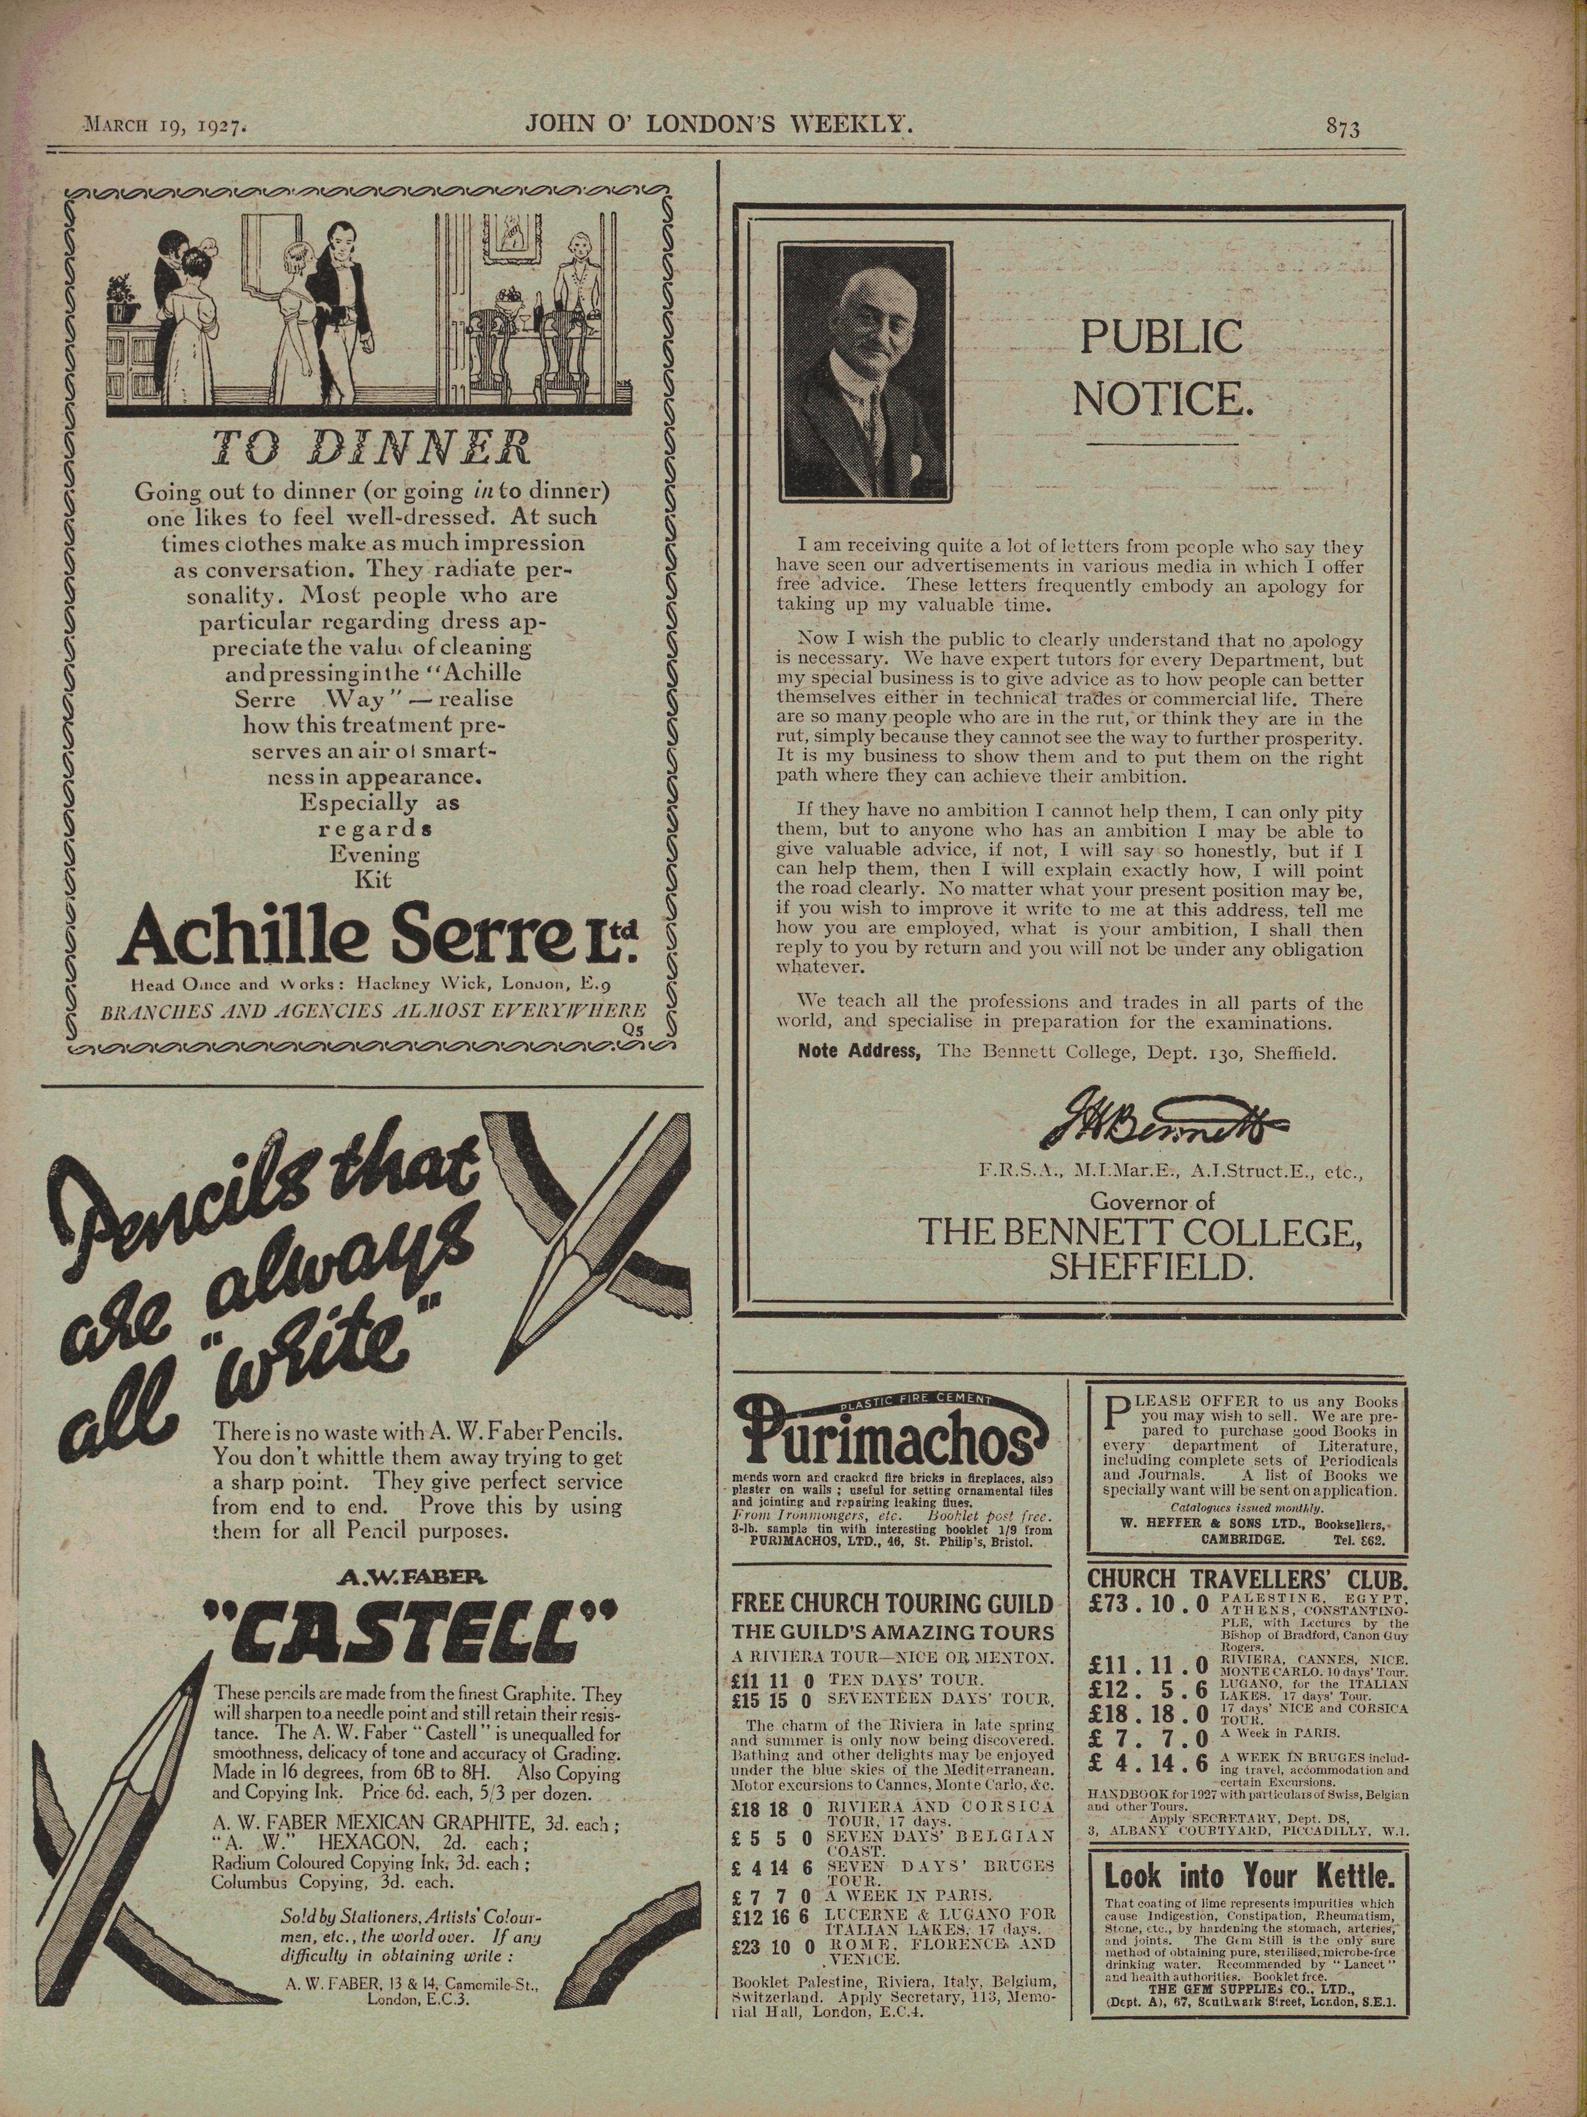 MARCH 19, 1927.
JOHN O' LONDON'S WEEKLY.
873
TO DINNER
Going out to dinner (or going in to dinner)
one likes to feel well-dressed. At such
times clothes make as much impression
as conversation. They radiate per-
sonality. Most people who are
particular regarding dress ap-
preciate the value of cleaning
and pressing in the "Achille
Serre Way" — realise
how this treatment pre-
serves an air of smart-
ness in appearance.
Especially as
regards
Evening
Kit
Achille Serre Ltd.
Head Office and Works: Hackney Wick, London, E.9
BRANCHES AND AGENCIES ALMOST EVERYWHERE
Q5
Pencils that
are always
all "write"
There is no waste with A. W. Faber Pencils.
You don't whittle them away trying to get
a sharp point. They give perfect service
from end to end. Prove this by using
them for all Pencil purposes.
A.W. FABER
"CASTELL"
These pencils are made from the finest Graphite. They
will sharpen to a needle point and still retain their resis-
tance. The A. W. Faber "Castell" is unequalled for
smoothness, delicacy of tone and accuracy of Grading.
Made in 16 degrees, from 6B to 8H. Also Copying
and Copying Ink. Price 6d. each, 5/3 per dozen.
A. W. FABER MEXICAN GRAPHITE, 3d. each;
"A. W." HEXAGON, 2d. each;
Radium Coloured Copying Ink, 3d. each;
Columbus Copying, 3d. each.
Sold by Stationers, Artists' Colour-
men, etc., the world over. If any
difficulty in obtaining write:
A. W. FABER, 13 & 14, Camomile-St.,
London, E.C.3.
PUBLIC
NOTICE.
I am receiving quite a lot of letters from people who say they
have seen our advertisements in various media in which I offer
free advice. These letters frequently embody an apology for
taking up my valuable time.
Now I wish the public to clearly understand that no apology
is necessary. We have expert tutors for every Department, but
my special business is to give advice as to how people can better
themselves either in technical trades or commercial life. There
are so many people who are in the rut, or think they are in the
rut, simply because they cannot see the way to further prosperity.
It is my business to show them and to put them on the right
path where they can achieve their ambition.
If they have no ambition I cannot help them, I can only pity
them, but to anyone who has an ambition I may be able to
give valuable advice, if not, I will say so honestly, but if I
can help them, then I will explain exactly how, I will point
the road clearly. No matter what your present position may be,
if you wish to improve it write to me at this address, tell me
how you are employed, what is your ambition, I shall then
reply to you by return and you will not be under any obligation
whatever.
We teach all the professions and trades in all parts of the
world, and specialise in preparation for the examinations.
Note Address, The Bennett College, Dept. 130, Sheffield.
J H Bennett
F.R.S.A., M.I.Mar.E., A.I.Struct.E., etc.,
Governor of
THE BENNETT COLLEGE,
SHEFFIELD.
PLASTIC FIRE CEMENT
Purimachos
mends worn and cracked fire bricks in fireplaces, also
plaster on walls; useful for setting ornamental tiles
and jointing and repairing leaking flues.
From Ironmongers, etc. Booklet post free.
3-lb. sample tin with interesting booklet 1/9 from
PURIMACHOS, LTD., 46, St. Philip's, Bristol.
FREE CHURCH TOURING GUILD
THE GUILD'S AMAZING TOURS
A RIVIERA TOUR—NICE OR MENTON.
£11 11 0 TEN DAYS' TOUR.
£15 15 0 SEVENTEEN DAYS' TOUR.
The charm of the Riviera in late spring
and summer is only now being discovered.
Bathing and other delights may be enjoyed
under the blue skies of the Mediterranean.
Motor excursions to Cannes, Monte Carlo, &c.
£18 18 0 RIVIERA AND CORSICA
TOUR, 17 days.
£ 5 5 0 SEVEN DAYS' BELGIAN
COAST.
£ 4 14 6 SEVEN DAYS' BRUGES
TOUR.
£ 7 7 0 A WEEK IN PARIS.
£12 16 6 LUCERNE & LUGANO FOR
ITALIAN LAKES, 17 days.
£23 10 0 ROME, FLORENCE AND
VENICE.
Booklet Palestine, Riviera, Italy, Belgium,
Switzerland. Apply Secretary, 113, Memo-
rial Hall, London, E.C.4.
PLEASE OFFER to us any Books
you may wish to sell. We are pre-
pared to purchase good Books in
every department of Literature,
including complete sets of Periodicals
and Journals. A list of Books we
specially want will be sent on application.
Catalogues issued monthly.
W. HEFFER & SONS LTD., Booksellers,
CAMBRIDGE. Tel. 862.
CHURCH TRAVELLERS' CLUB.
£73.10.0 PALESTINE, EGYPT,
ATHENS, CONSTANTINO-
PLE, with Lectures by the
Bishop of Bradford, Canon Guy
Rogers.
£11.11.0 RIVIERA, CANNES, NICE.
MONTE CARLO. 10 days' Tour.
£12. 5.6 LUGANO, for the ITALIAN
LAKES. 17 days' Tour.
£18.18.0 17 days' NICE and CORSICA
TOUR.
£ 7. 7.0 A Week in PARIS.
£ 4.14.6 A WEEK IN BRUGES includ-
ing travel, accommodation and
certain Excursions.
HANDBOOK for 1927 with particulars of Swiss, Belgian
and other Tours.
Apply SECRETARY, Dept. DS,
3, ALBANY COURTYARD, PICCADILLY, W.1.
Look into Your Kettle.
That coating of lime represents impurities which
cause Indigestion, Constipation, Rheumatism,
Stone, etc., by hardening the stomach, arteries,
and joints. The Gem Still is the only sure
method of obtaining pure, sterilised, microbe-free
drinking water. Recommended by "Lancet"
and health authorities. Booklet free.
THE GEM SUPPLIES CO., LTD.,
(Dept. A), 67, Southwark Street, London, S.E.1.